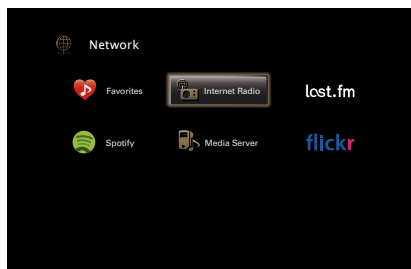 Network
Favorites
Internet Radio
last.fm
Spotify
Media Server
flickr